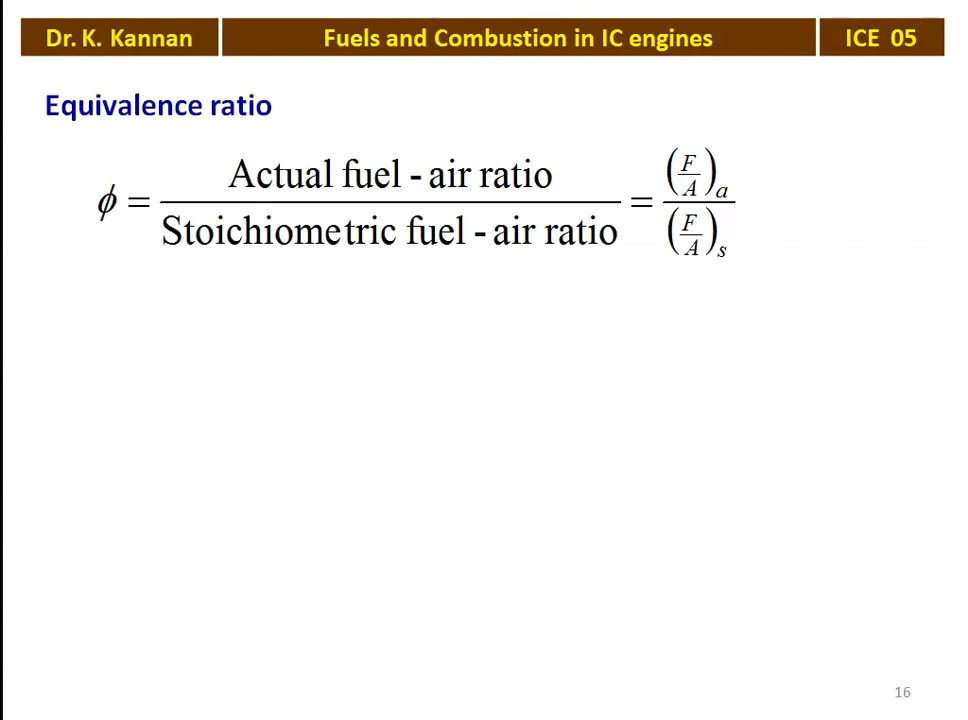 Dr. K. Kannan
Fuels and Combustion in IC engines
ICE 05
Equivalence ratio
ϕ = Actual fuel - air ratio / Stoichiometric fuel - air ratio = (F/A)a / (F/A)s
16